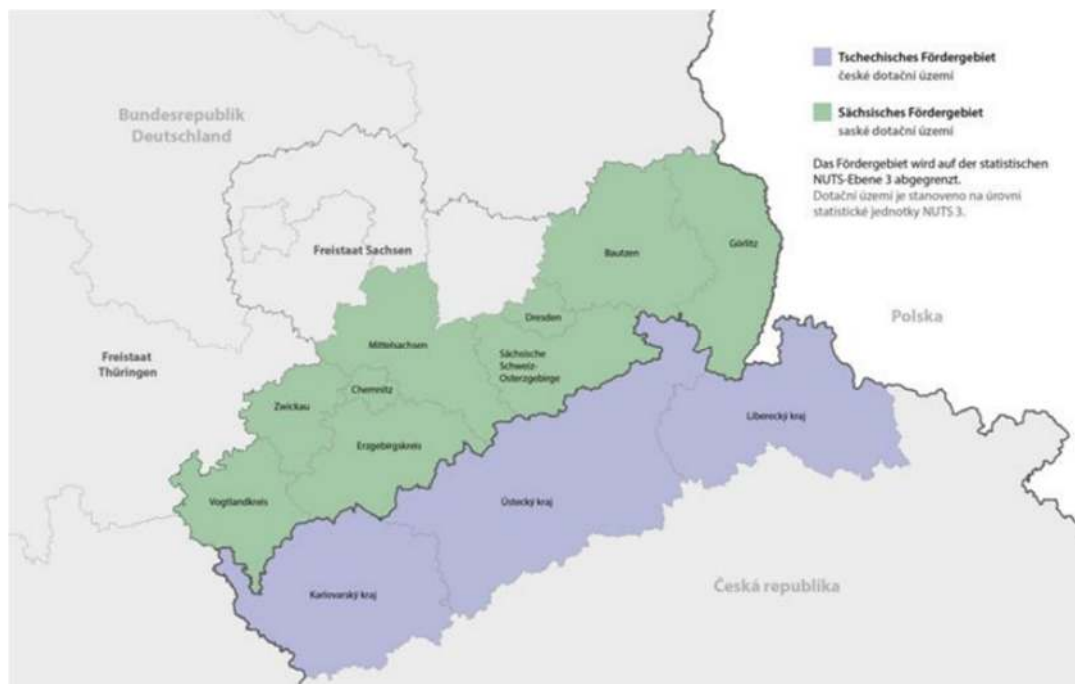 Tschechisches Fördergebiet
české dotační území
Sächsisches Fördergebiet
saské dotační území
Das Fördergebiet wird auf der statistischen
NUTS-Ebene 3 abgegrenzt.
Dotační území je stanoveno na úrovni
statistické jednotky NUTS 3.
Bundesrepublik
Deutschland
Freistaat Sachsen
Freistaat
Thüringen
Polska
Česká republika
Bautzen
Görlitz
Dresden
Mittelsachsen
Sächsische
Schweiz-
Osterzgebirge
Chemnitz
Zwickau
Erzgebirgskreis
Vogtlandkreis
Liberecký kraj
Ústecký kraj
Karlovarský kraj